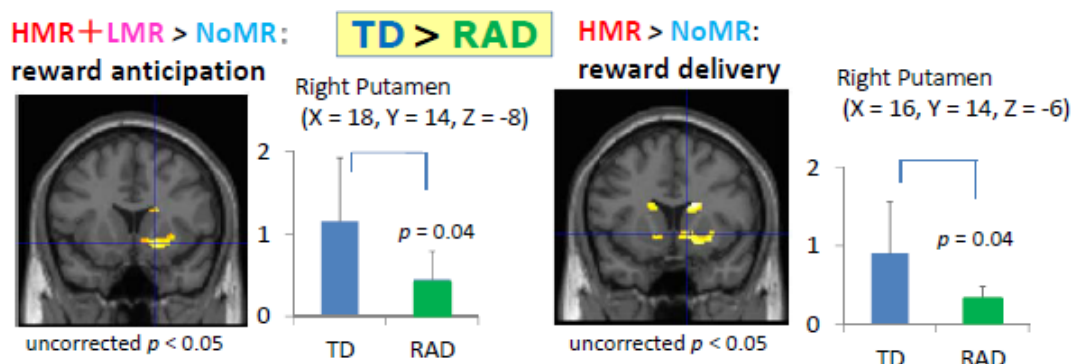 HMR+LMR > NoMR:
reward anticipation
TD > RAD
HMR > NoMR:
reward delivery
Right Putamen
(X = 18, Y = 14, Z = -8)
2
1
0
p = 0.04
TD RAD
uncorrected p < 0.05
Right Putamen
(X = 16, Y = 14, Z = -6)
2
1
0
p = 0.04
TD RAD
uncorrected p < 0.05